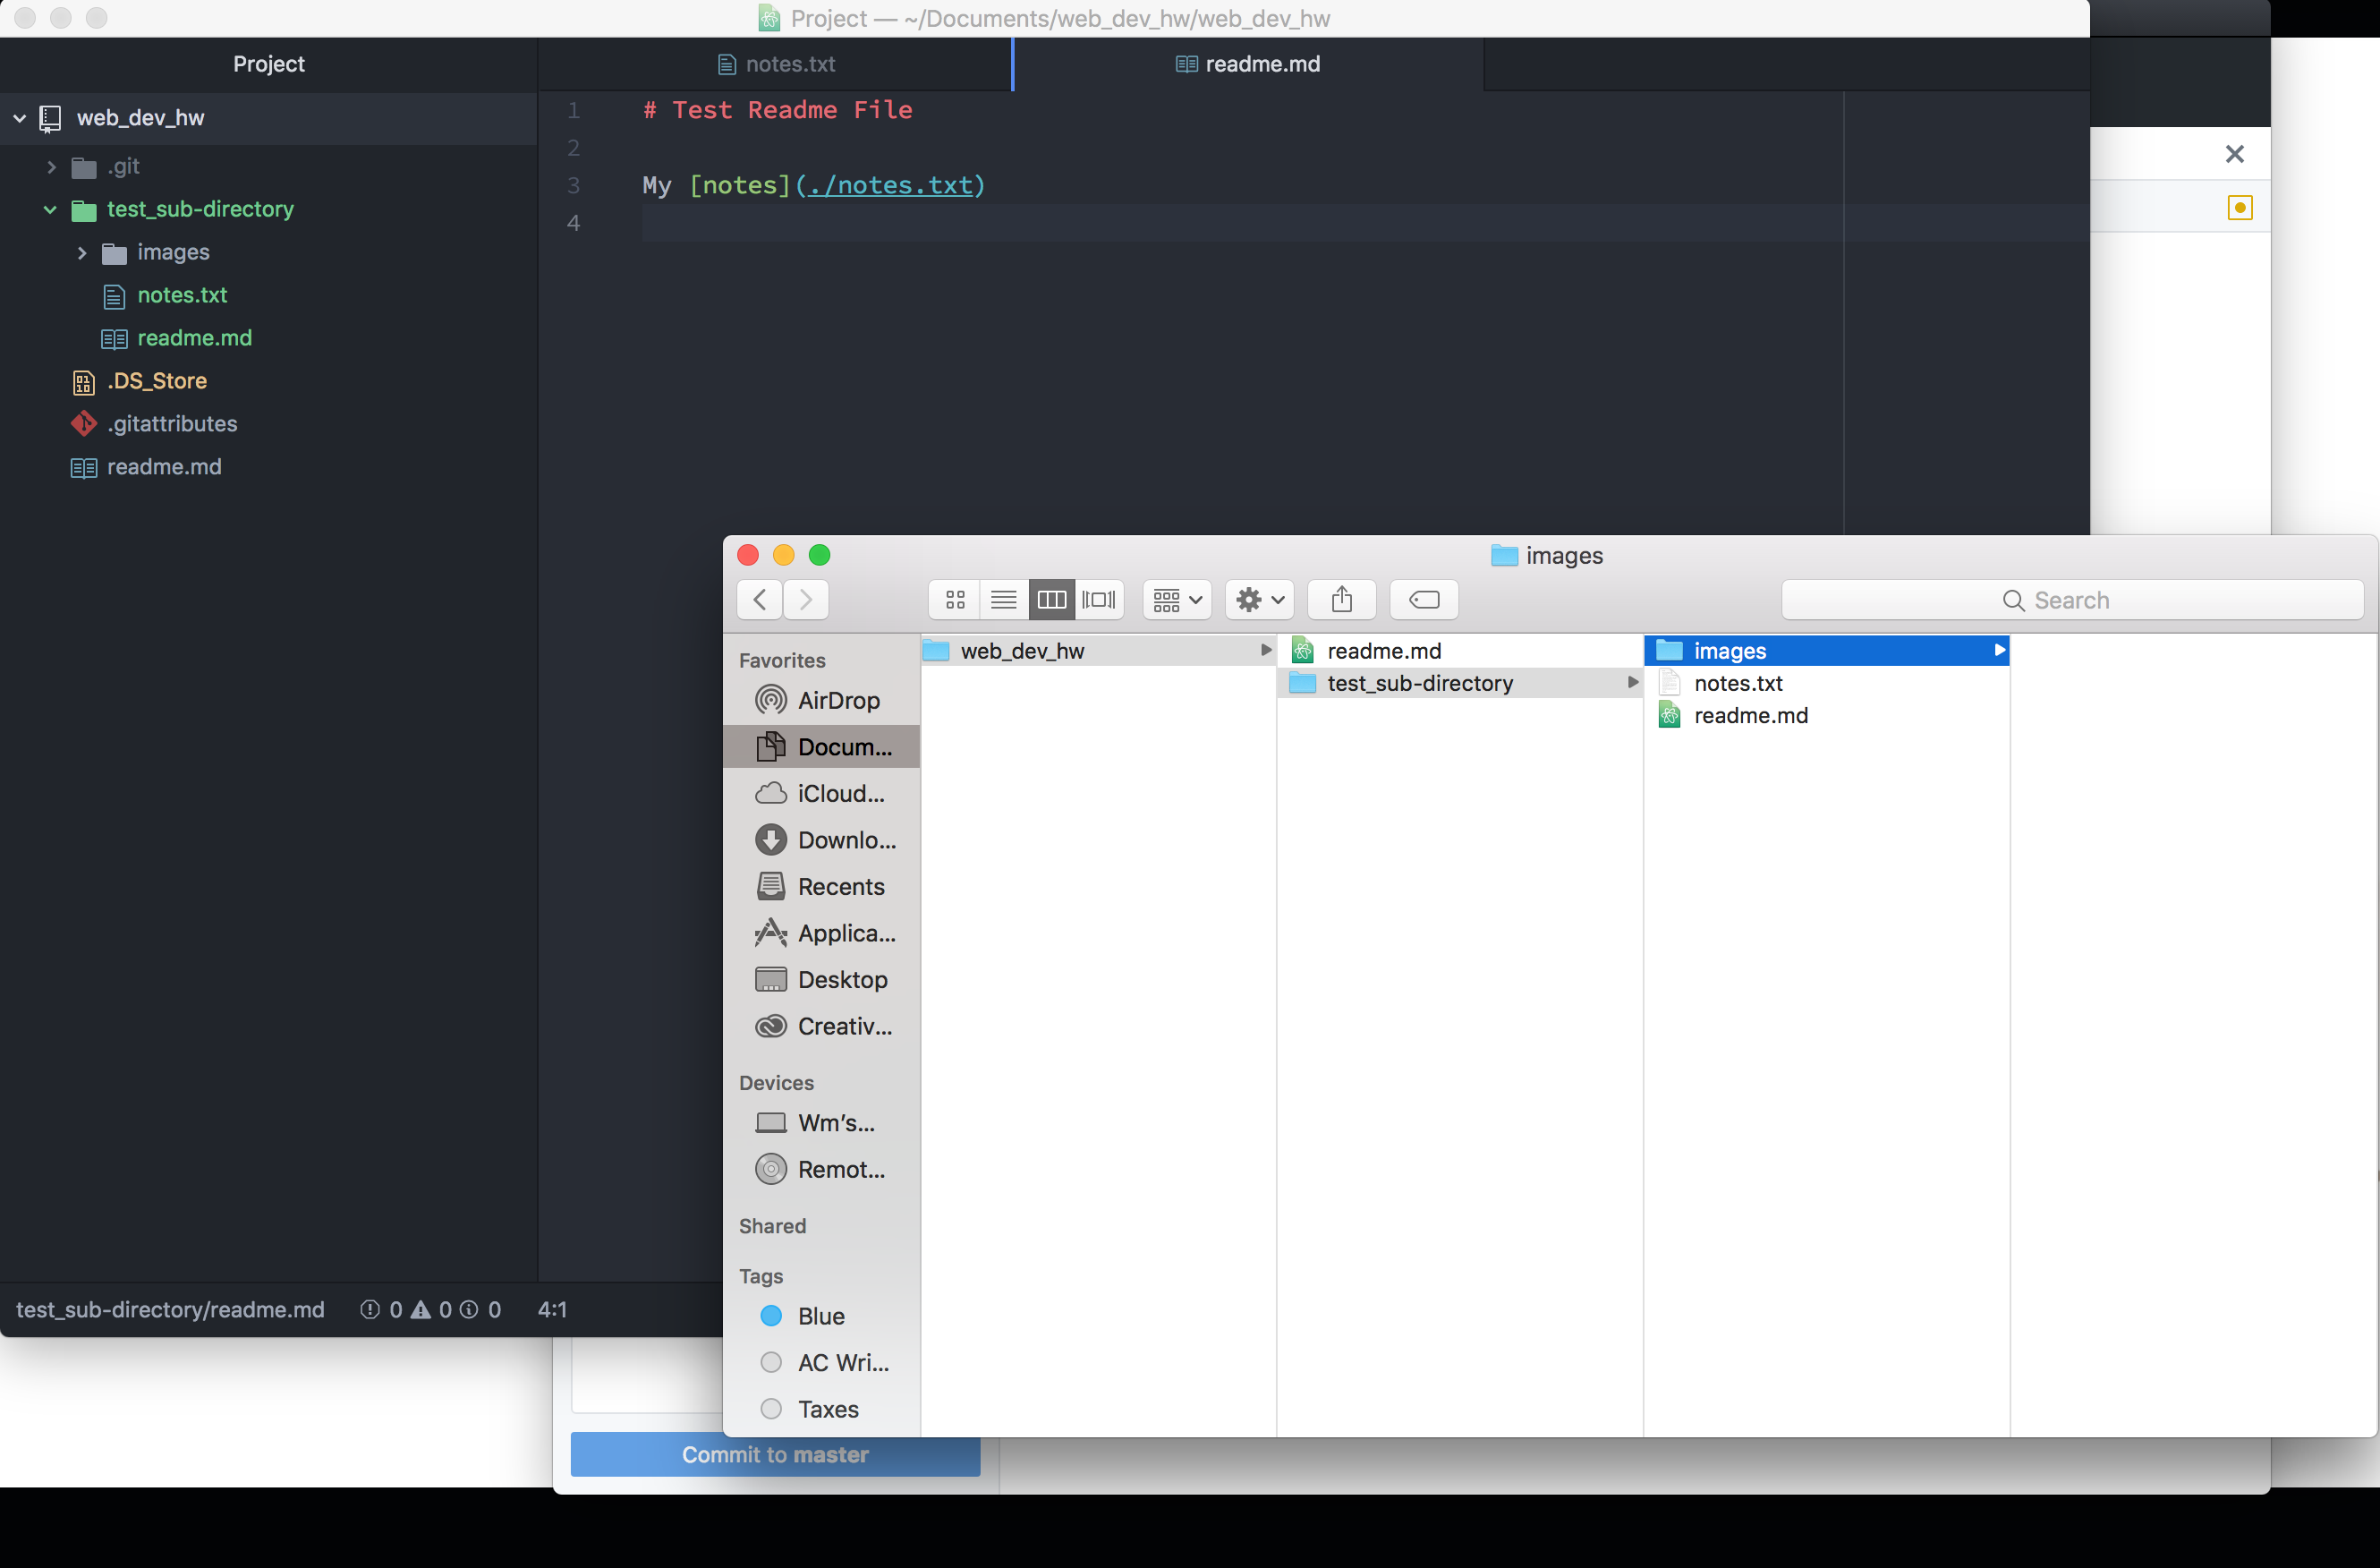 Project — ~/Documents/web_dev_hw/web_dev_hw
Project
web_dev_hw
.git
test_sub-directory
images
notes.txt
readme.md
.DS_Store
.gitattributes
readme.md
notes.txt
readme.md
1 # Test Readme File
2
3 My [notes](./notes.txt)
4
test_sub-directory/readme.md 0 0 0 4:1
images
Search
Favorites
AirDrop
Docum...
iCloud...
Downlo...
Recents
Applica...
Desktop
Creativ...
Devices
Wm’s...
Remot...
Shared
Tags
Blue
AC Wri...
Taxes
web_dev_hw
readme.md
test_sub-directory
images
notes.txt
readme.md
Commit to master